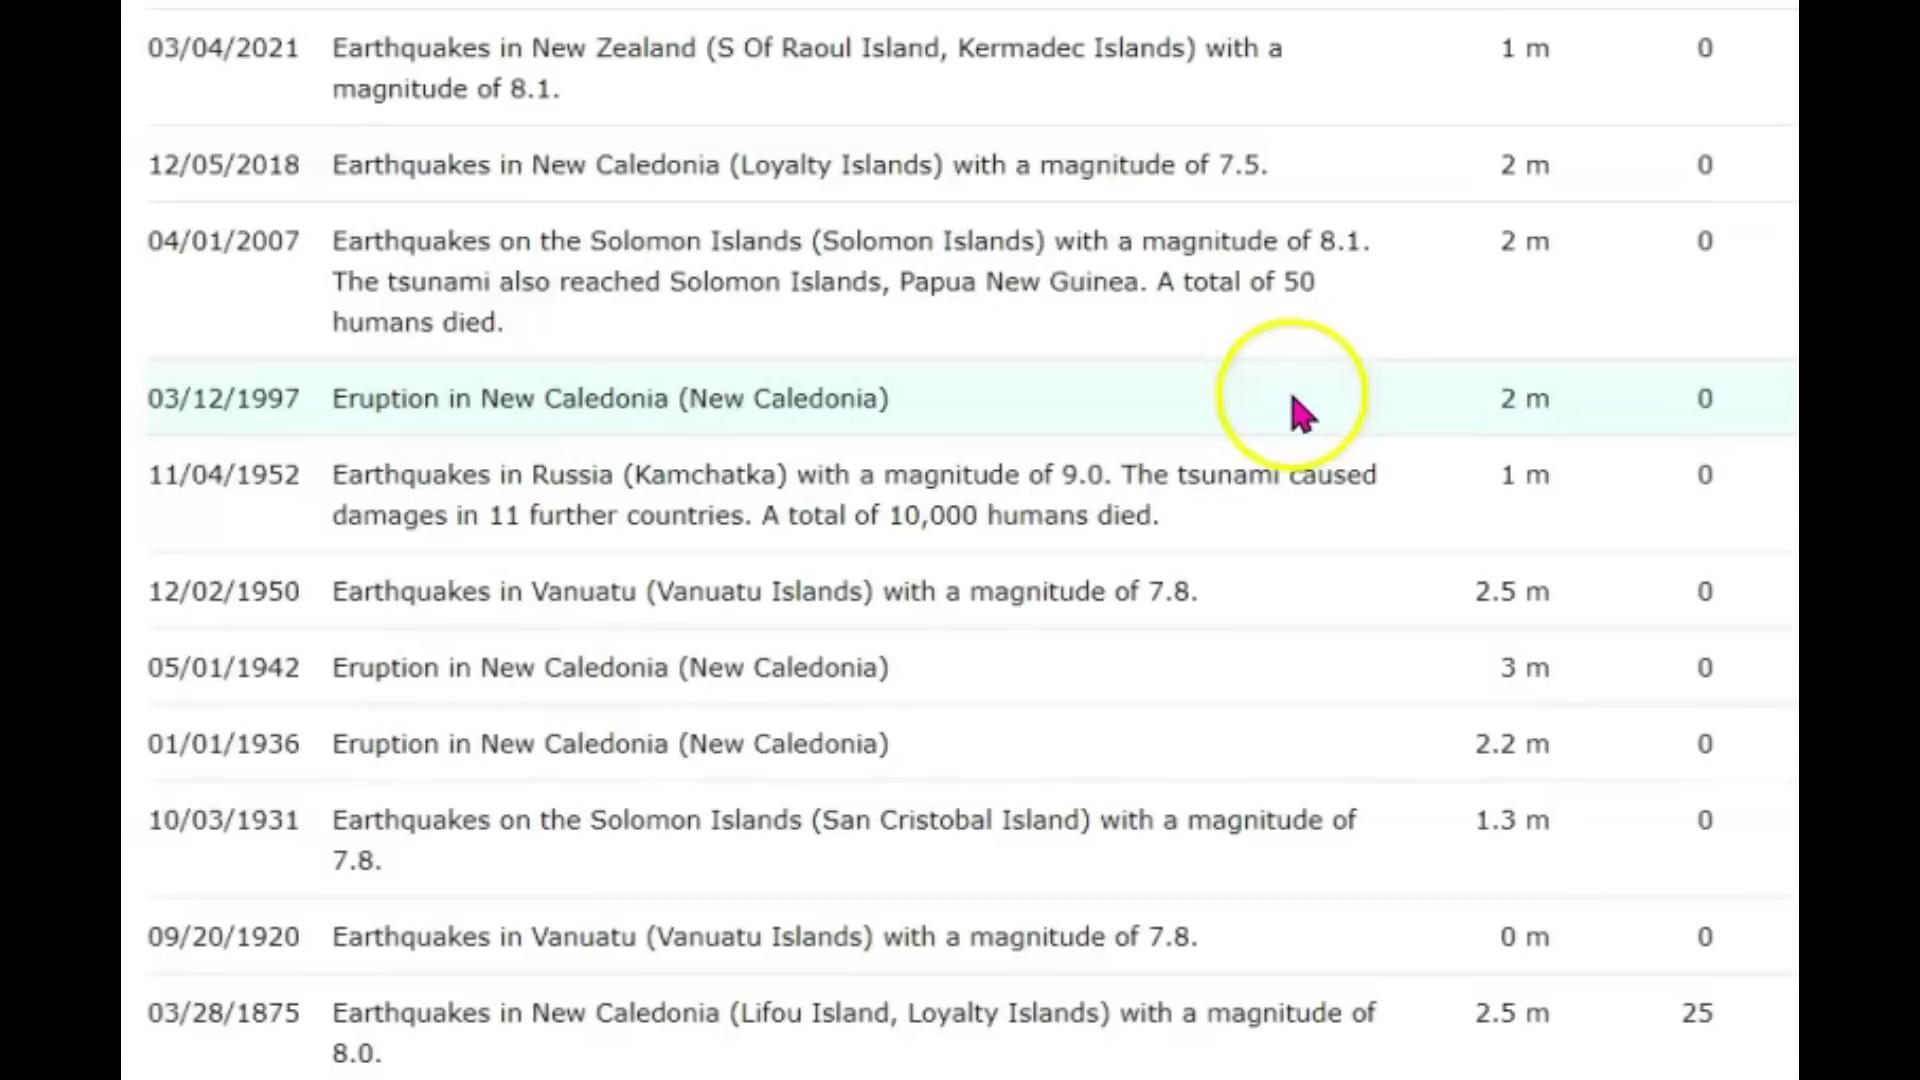 03/04/2021 Earthquakes in New Zealand (S Of Raoul Island, Kermadec Islands) with a 1 m 0
magnitude of 8.1.
12/05/2018 Earthquakes in New Caledonia (Loyalty Islands) with a magnitude of 7.5. 2 m 0
04/01/2007 Earthquakes on the Solomon Islands (Solomon Islands) with a magnitude of 8.1. 2 m 0
The tsunami also reached Solomon Islands, Papua New Guinea. A total of 50
humans died.
03/12/1997 Eruption in New Caledonia (New Caledonia) 2 m 0
11/04/1952 Earthquakes in Russia (Kamchatka) with a magnitude of 9.0. The tsunami caused 1 m 0
damages in 11 further countries. A total of 10,000 humans died.
12/02/1950 Earthquakes in Vanuatu (Vanuatu Islands) with a magnitude of 7.8. 2.5 m 0
05/01/1942 Eruption in New Caledonia (New Caledonia) 3 m 0
01/01/1936 Eruption in New Caledonia (New Caledonia) 2.2 m 0
10/03/1931 Earthquakes on the Solomon Islands (San Cristobal Island) with a magnitude of 1.3 m 0
7.8.
09/20/1920 Earthquakes in Vanuatu (Vanuatu Islands) with a magnitude of 7.8. 0 m 0
03/28/1875 Earthquakes in New Caledonia (Lifou Island, Loyalty Islands) with a magnitude of 2.5 m 25
8.0.